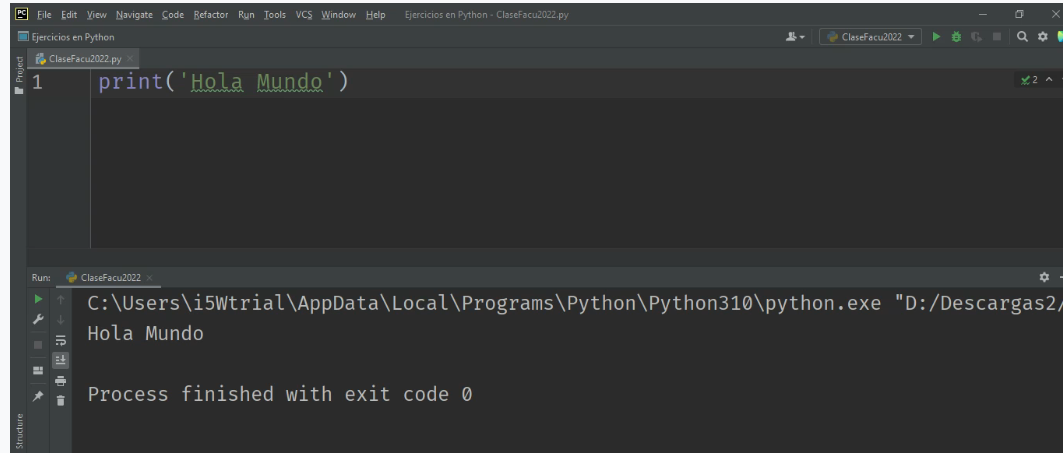 PC File Edit View Navigate Code Refactor Run Tools VCS Window Help Ejercicios en Python - ClaseFacu2022.py
Ejercicios en Python ClaseFacu2022
ClaseFacu2022.py
Project
1 print('Hola Mundo')
2
Run: ClaseFacu2022
C:\Users\i5Wtrial\AppData\Local\Programs\Python\Python310\python.exe "D:/Descargas2/
Hola Mundo
Process finished with exit code 0
Structure